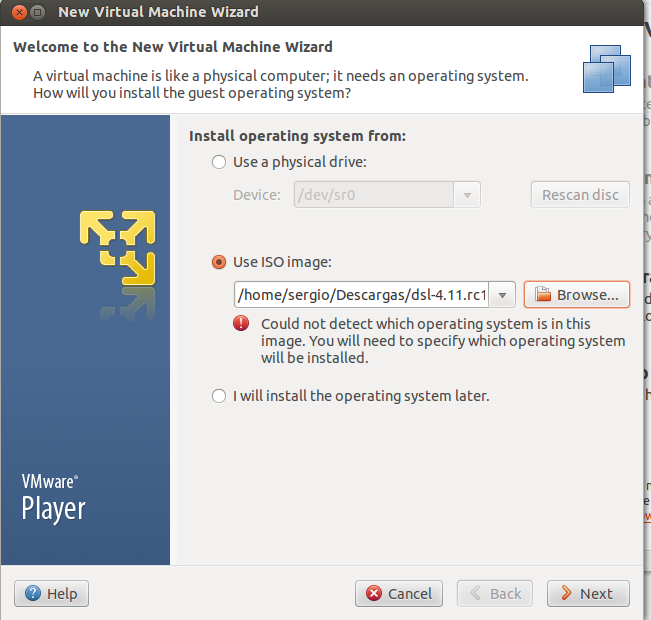 New Virtual Machine Wizard
Welcome to the New Virtual Machine Wizard
A virtual machine is like a physical computer; it needs an operating system.
How will you install the guest operating system?
Install operating system from:
Use a physical drive:
Device: /dev/sr0 Rescan disc
Use ISO image:
/home/sergio/Descargas/dsl-4.11.rc1 Browse...
Could not detect which operating system is in this
image. You will need to specify which operating system
will be installed.
I will install the operating system later.
VMware®
Player
Help Cancel Back Next